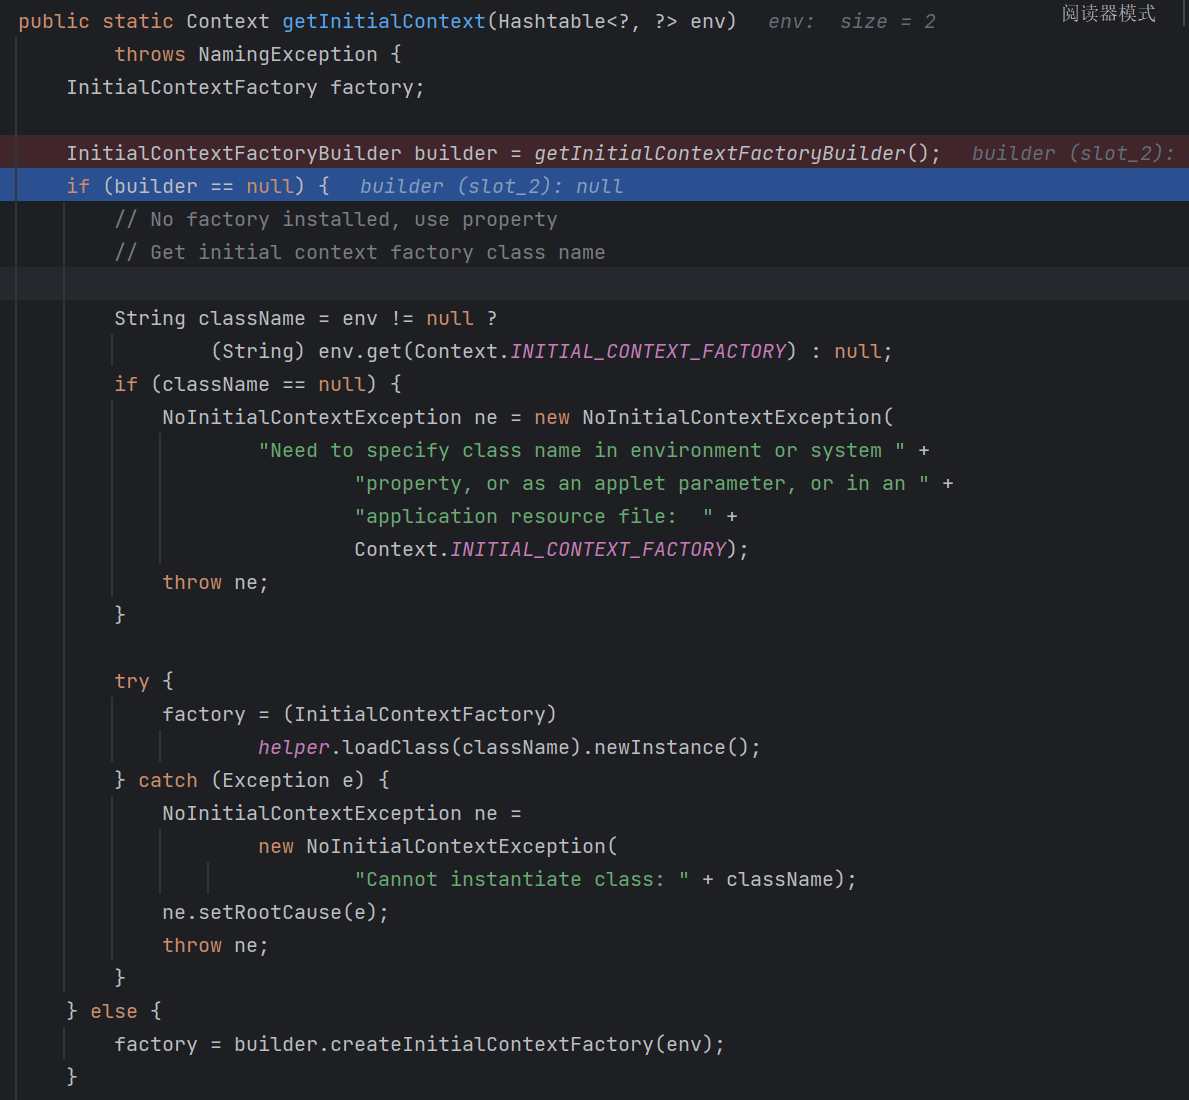 public static Context getInitialContext(Hashtable<?, ?> env)   env:  size = 2   阅读器模式
        throws NamingException {
    InitialContextFactory factory;
    InitialContextFactoryBuilder builder = getInitialContextFactoryBuilder();   builder (slot_2):
    if (builder == null) {   builder (slot_2): null
        // No factory installed, use property
        // Get initial context factory class name
        String className = env != null ?
                (String) env.get(Context.INITIAL_CONTEXT_FACTORY) : null;
        if (className == null) {
            NoInitialContextException ne = new NoInitialContextException(
                    "Need to specify class name in environment or system " +
                            "property, or as an applet parameter, or in an " +
                            "application resource file:  " +
                            Context.INITIAL_CONTEXT_FACTORY);
            throw ne;
        }
        try {
            factory = (InitialContextFactory)
                    helper.loadClass(className).newInstance();
        } catch (Exception e) {
            NoInitialContextException ne =
                    new NoInitialContextException(
                            "Cannot instantiate class: " + className);
            ne.setRootCause(e);
            throw ne;
        }
    } else {
        factory = builder.createInitialContextFactory(env);
    }